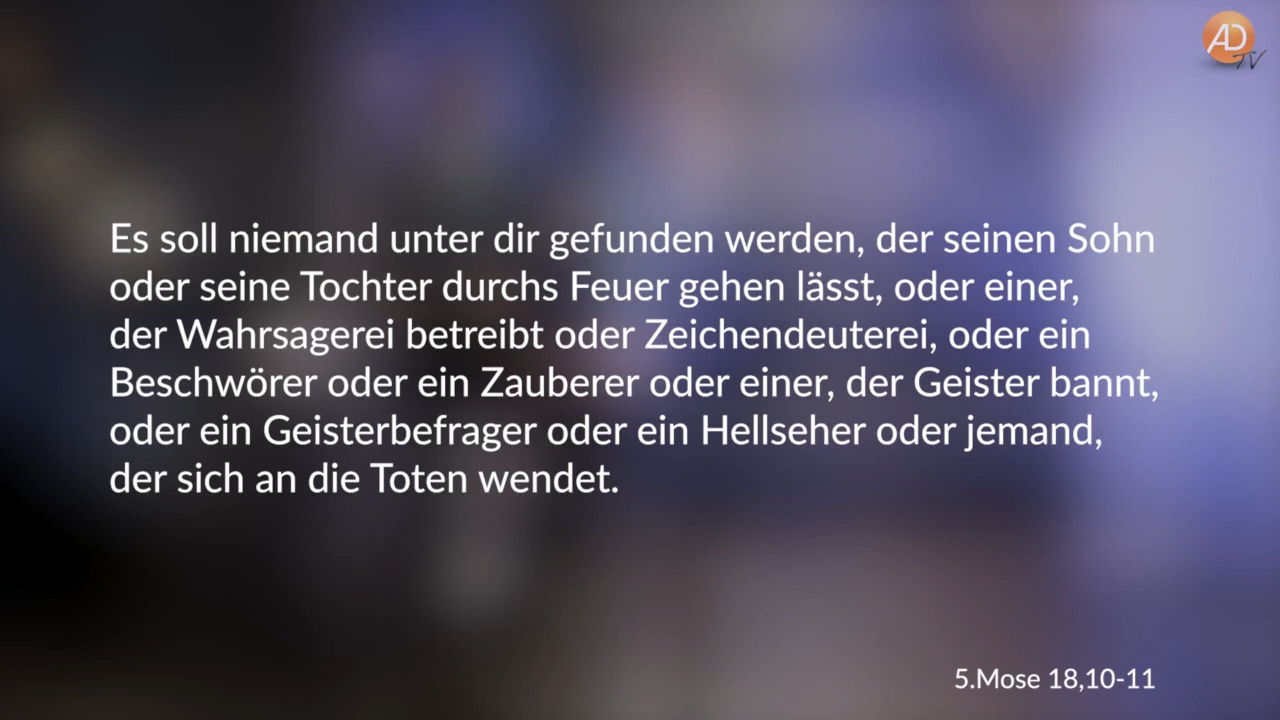 AD
TV
Es soll niemand unter dir gefunden werden, der seinen Sohn
oder seine Tochter durchs Feuer gehen lässt, oder einer,
der Wahrsagerei betreibt oder Zeichendeuterei, oder ein
Beschwörer oder ein Zauberer oder einer, der Geister bannt,
oder ein Geisterbefrager oder ein Hellseher oder jemand,
der sich an die Toten wendet.
5.Mose 18,10-11